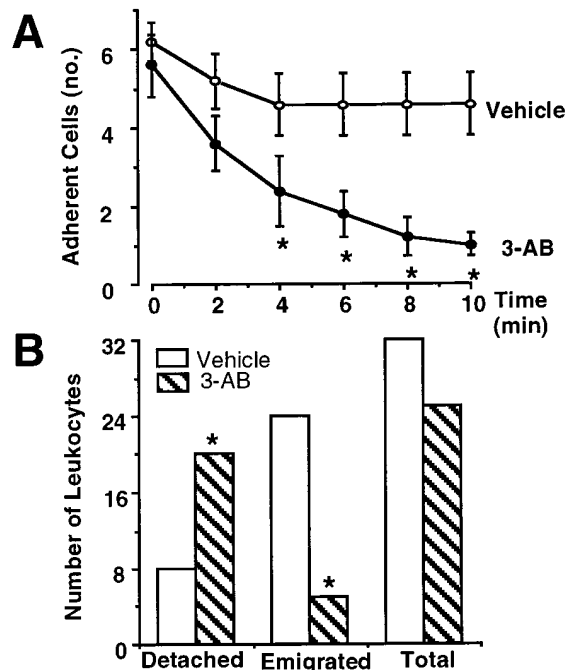 A
Adherent Cells (no.)
6
4
2
0
Vehicle
3-AB
*
*
*
*
0 2 4 6 8 10 Time
(min)
B
Number of Leukocytes
32
24
16
8
0
Vehicle
3-AB
*
*
Detached Emigrated Total